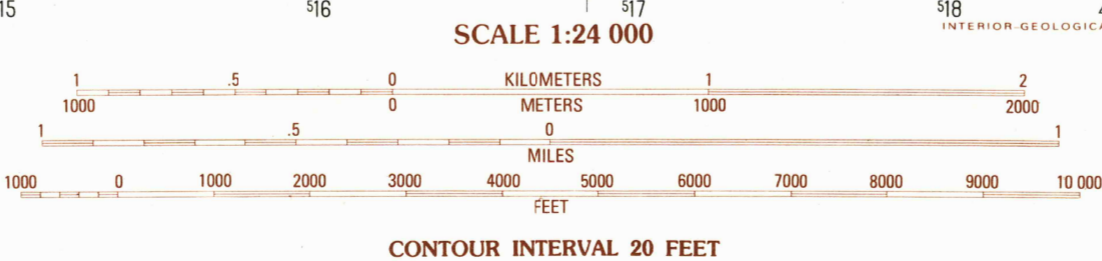 15 516 517 518 4
INTERIOR-GEOLOGICA
SCALE 1:24 000
1 .5 0 KILOMETERS 1 2
1000 0 METERS 1000 2000
1 .5 0 1
MILES
1000 0 1000 2000 3000 4000 5000 6000 7000 8000 9000 10 000
FEET
CONTOUR INTERVAL 20 FEET